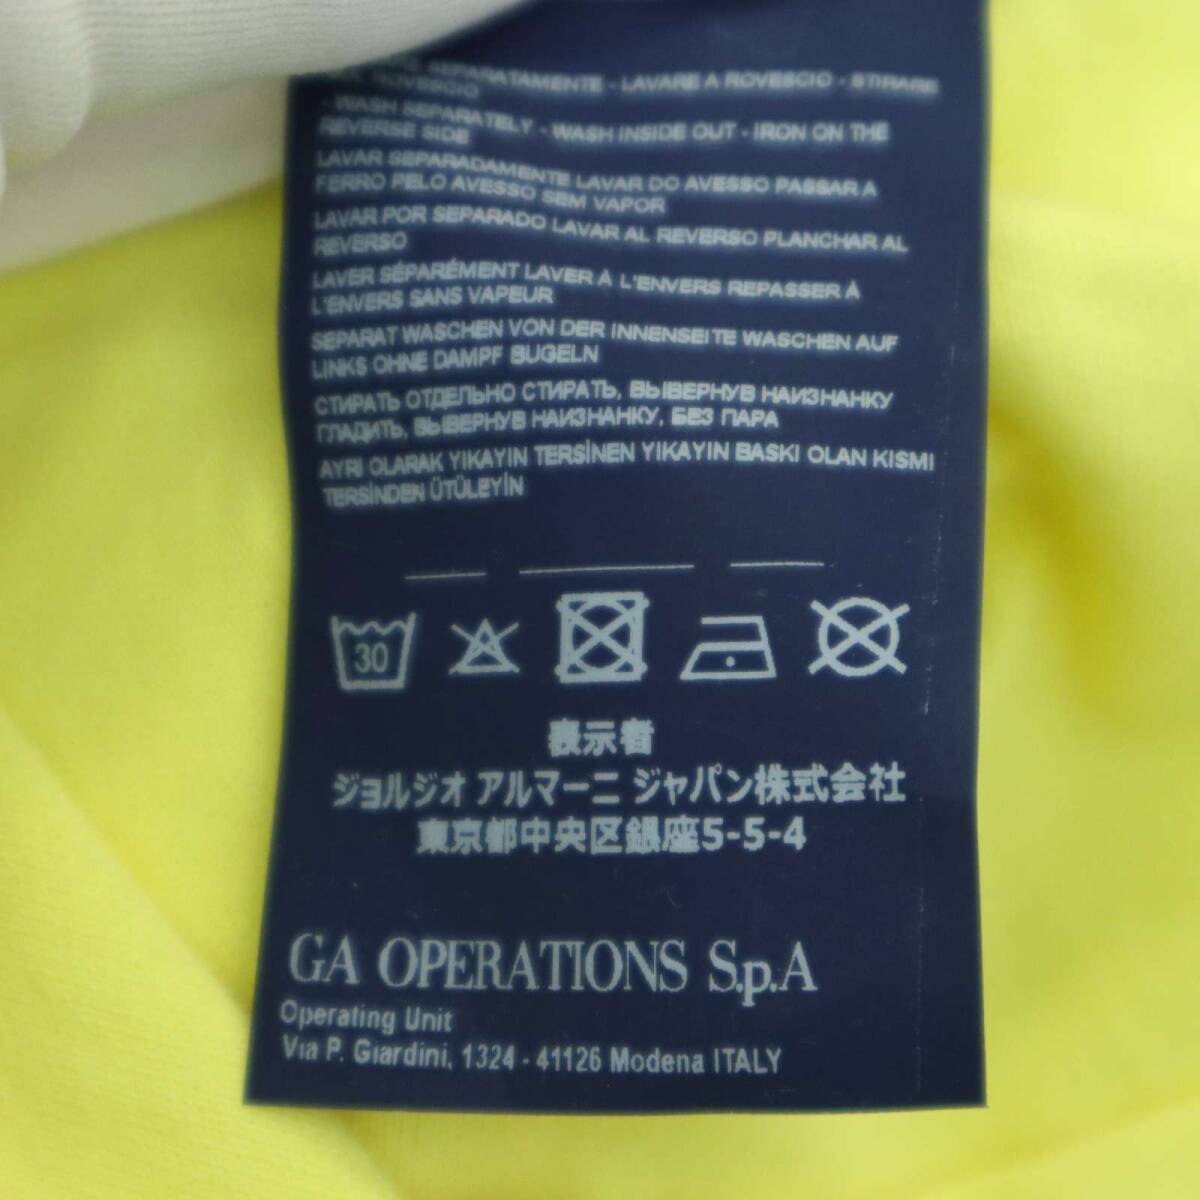 SEPARATAMENTE - LAVARE A ROVESCIO - STIRARE
ROVESCIO
- WASH SEPARATELY - WASH INSIDE OUT - IRON ON THE
REVERSE SIDE
LAVAR SEPARADAMENTE LAVAR DO AVESSO PASSAR A
FERRO PELO AVESSO SEM VAPOR
LAVAR POR SEPARADO LAVAR AL REVERSO PLANCHAR AL
REVERSO
LAVER SÉPARÉMENT LAVER À L'ENVERS REPASSER À
L'ENVERS SANS VAPEUR
SEPARAT WASCHEN VON DER INNENSEITE WASCHEN AUF
LINKS OHNE DAMPF BUGELN
СТИРАТЬ ОТДЕЛЬНО СТИРАТЬ, ВЫВЕРНУВ НАИЗНАНКУ
ГЛАДИТЬ, ВЫВЕРНУВ НАИЗНАНКУ, БЕЗ ПАРА
AYRI OLARAK YIKAYIN TERSİNEN YIKAYIN BASKI OLAN KISMI
TERSİNDEN ÜTÜLEYİN
30
表示者
ジョルジオ アルマーニ ジャパン株式会社
東京都中央区銀座5-5-4
GA OPERATIONS S.p.A
Operating Unit
Via P. Giardini, 1324 - 41126 Modena ITALY